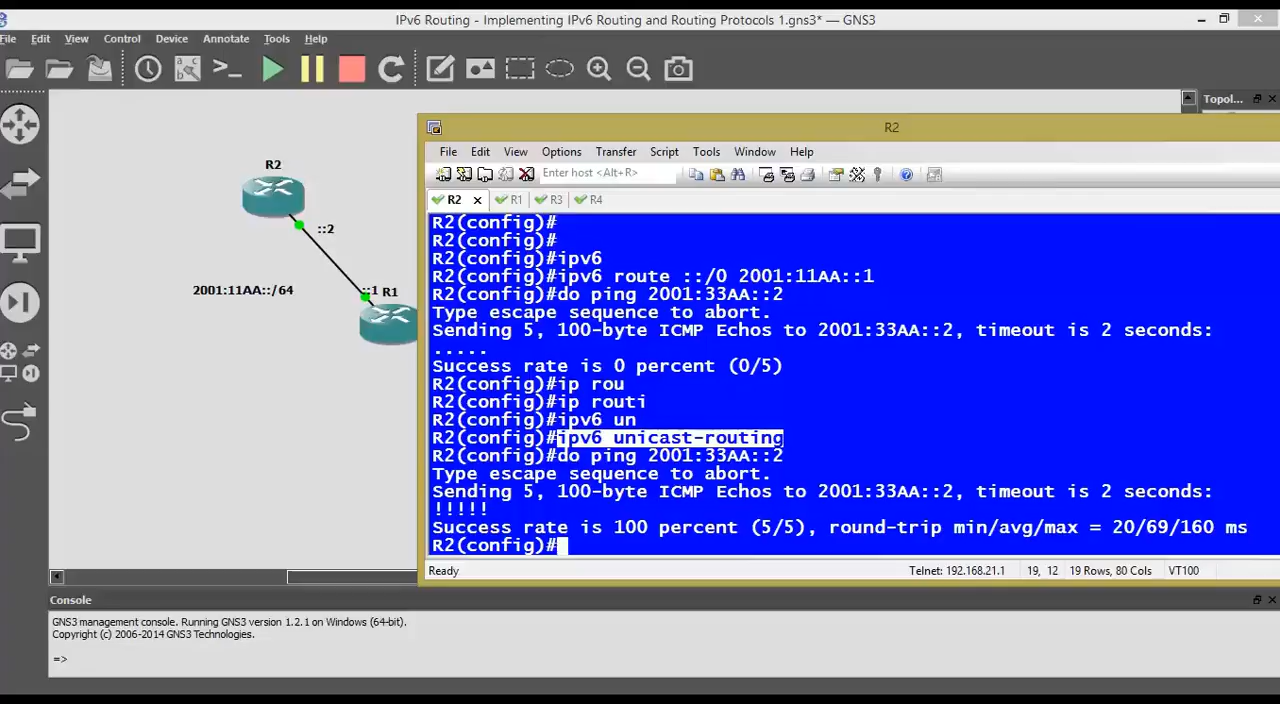 IPv6 Routing - Implementing IPv6 Routing and Routing Protocols 1.gns3* — GNS3
File Edit View Control Device Annotate Tools Help
Topol...
R2
File Edit View Options Transfer Script Tools Window Help
Enter host <Alt+R>
R2 R1 R3 R4
R2
::2
2001:11AA::/64
::1 R1
R2(config)#
R2(config)#
R2(config)#ipv6
R2(config)#ipv6 route ::/0 2001:11AA::1
R2(config)#do ping 2001:33AA::2
Type escape sequence to abort.
Sending 5, 100-byte ICMP Echos to 2001:33AA::2, timeout is 2 seconds:
.....
Success rate is 0 percent (0/5)
R2(config)#ip rou
R2(config)#ip routi
R2(config)#ipv6 un
R2(config)#ipv6 unicast-routing
R2(config)#do ping 2001:33AA::2
Type escape sequence to abort.
Sending 5, 100-byte ICMP Echos to 2001:33AA::2, timeout is 2 seconds:
!!!!!
Success rate is 100 percent (5/5), round-trip min/avg/max = 20/69/160 ms
R2(config)#
Ready Telnet: 192.168.21.1 19, 12 19 Rows, 80 Cols VT100
Console
GNS3 management console. Running GNS3 version 1.2.1 on Windows (64-bit).
Copyright (c) 2006-2014 GNS3 Technologies.
=>